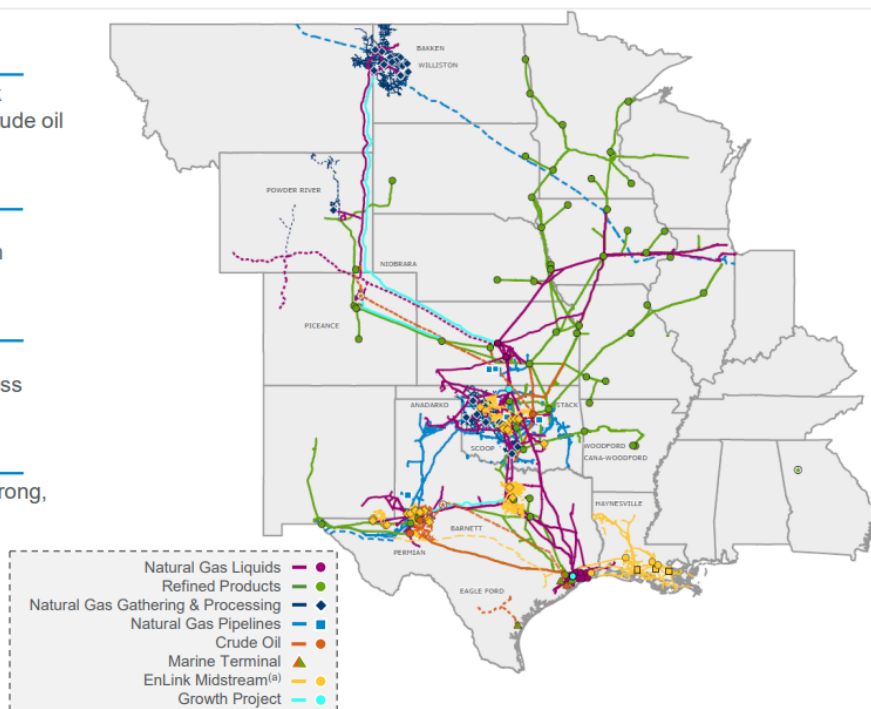 ude oil
ss
rong,
BAKKEN
WILLISTON
POWDER RIVER
NIOBRARA
PICEANCE
ANADARKO
STACK
SCOOP
WOODFORD
CANA-WOODFORD
HAYNESVILLE
BARNETT
PERMIAN
EAGLE FORD
Natural Gas Liquids
Refined Products
Natural Gas Gathering & Processing
Natural Gas Pipelines
Crude Oil
Marine Terminal
EnLink Midstream(a)
Growth Project